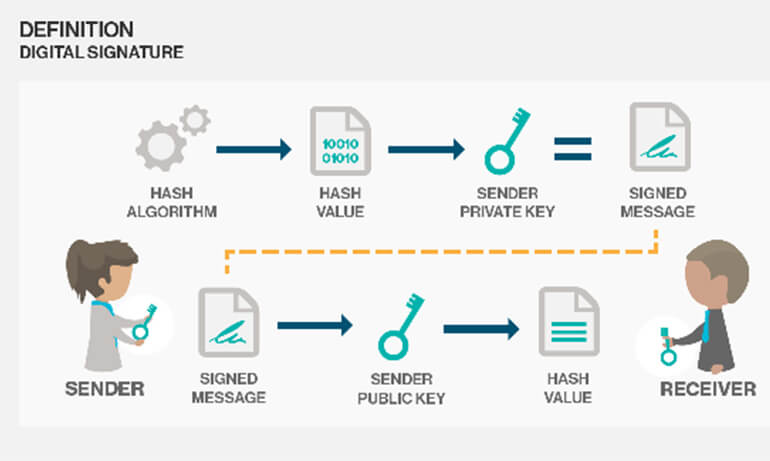 DEFINITION
DIGITAL SIGNATURE
10010
01010
HASH
ALGORITHM
HASH
VALUE
SENDER
PRIVATE KEY
SIGNED
MESSAGE
SENDER
SIGNED
MESSAGE
SENDER
PUBLIC KEY
HASH
VALUE
RECEIVER